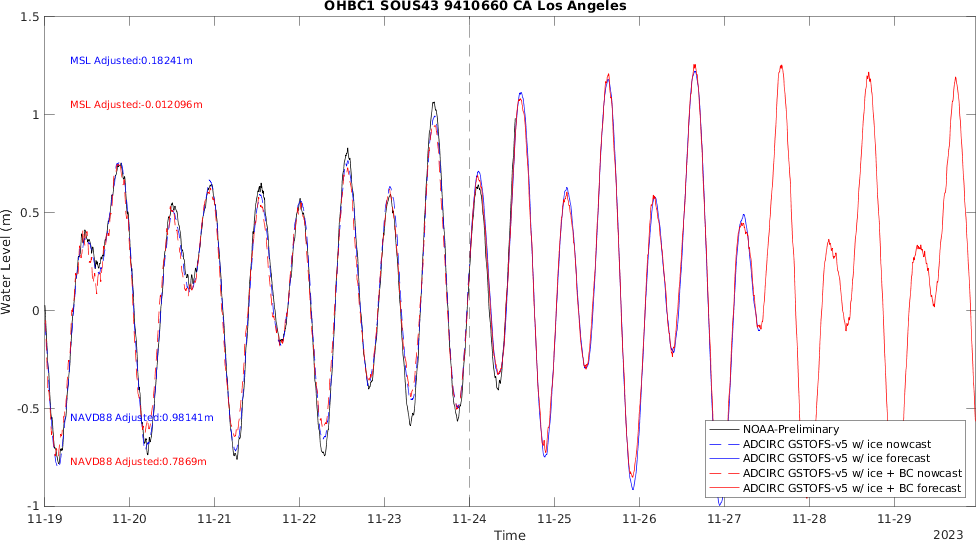 OHBC1 SOUS43 9410660 CA Los Angeles
1.5
1
0.5
0
-0.5
-1
Water Level (m)
MSL Adjusted:0.18241m
MSL Adjusted:-0.012096m
NAVD88 Adjusted:0.98141m
NAVD88 Adjusted:0.7869m
NOAA-Preliminary
ADCIRC GSTOFS-v5 w/ ice nowcast
ADCIRC GSTOFS-v5 w/ ice forecast
ADCIRC GSTOFS-v5 w/ ice + BC nowcast
ADCIRC GSTOFS-v5 w/ ice + BC forecast
11-19 11-20 11-21 11-22 11-23 11-24 11-25 11-26 11-27 11-28 11-29
Time
2023